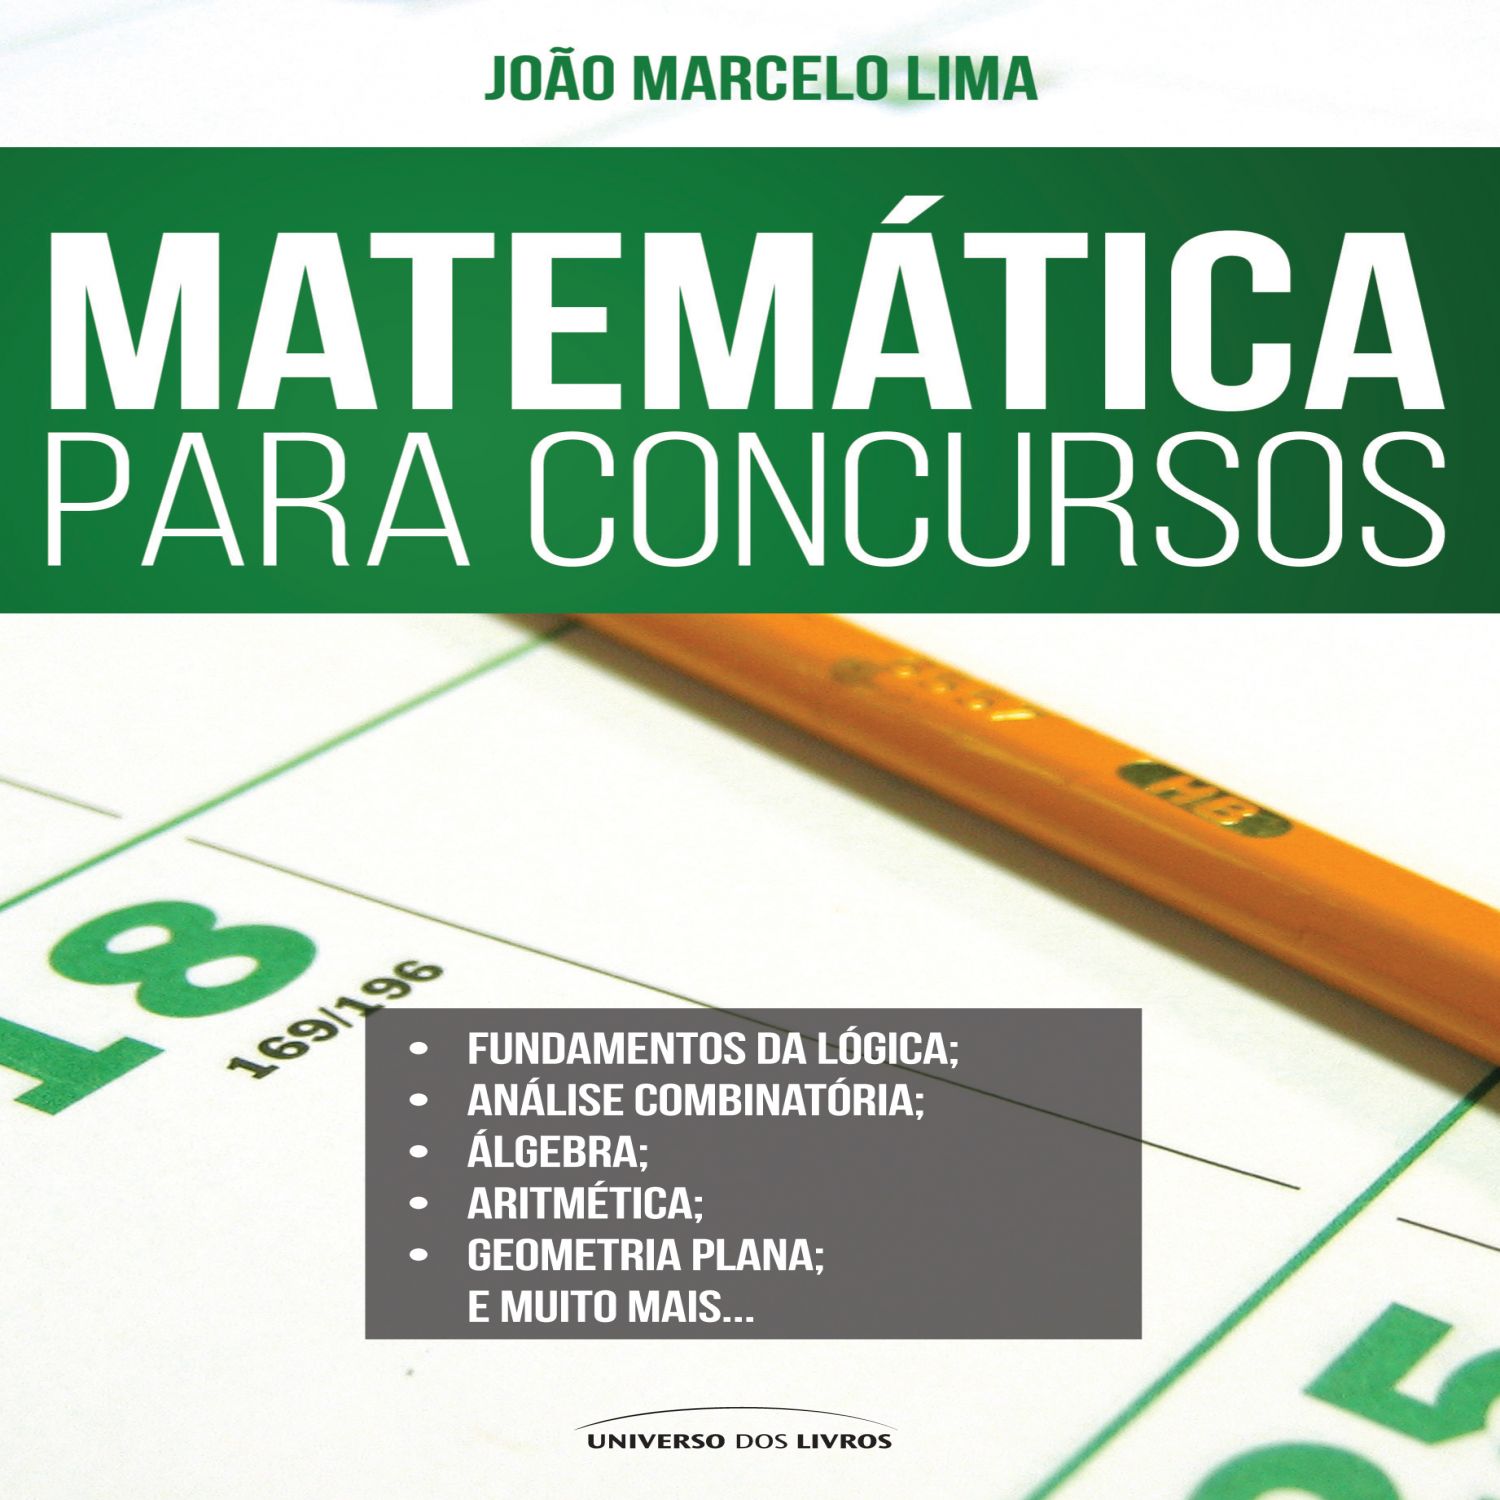 JOÃO MARCELO LIMA
MATEMÁTICA
PARA CONCURSOS
HB
18
169/196
• FUNDAMENTOS DA LÓGICA;
• ANÁLISE COMBINATÓRIA;
• ÁLGEBRA;
• ARITMÉTICA;
• GEOMETRIA PLANA;
E MUITO MAIS...
25
UNIVERSO DOS LIVROS